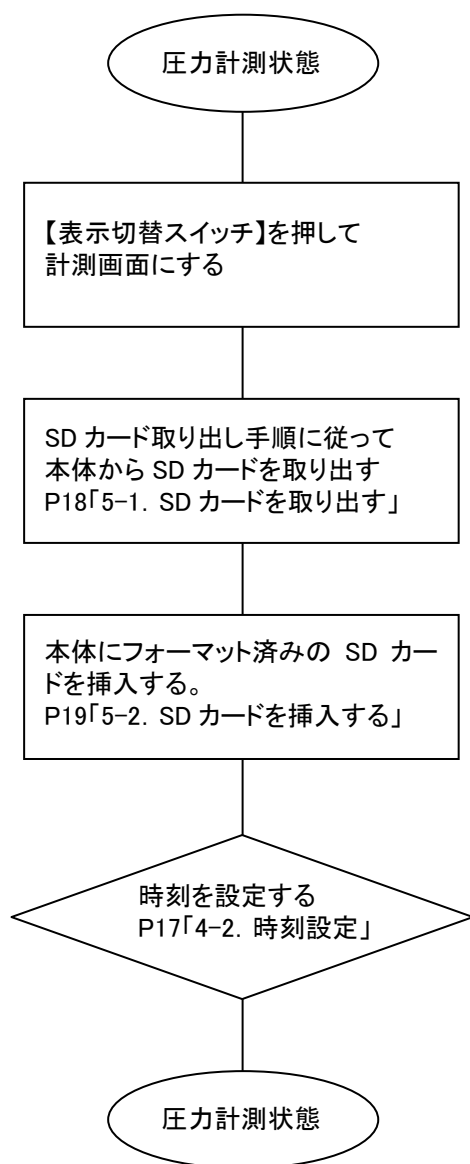 圧力計測状態
【表示切替スイッチ】を押して
計測画面にする
SD カード取り出し手順に従って
本体から SD カードを取り出す
P18「5-1. SD カードを取り出す」
本体にフォーマット済みの SD カー
ドを挿入する。
P19「5-2. SD カードを挿入する」
時刻を設定する
P17「4-2. 時刻設定」
圧力計測状態